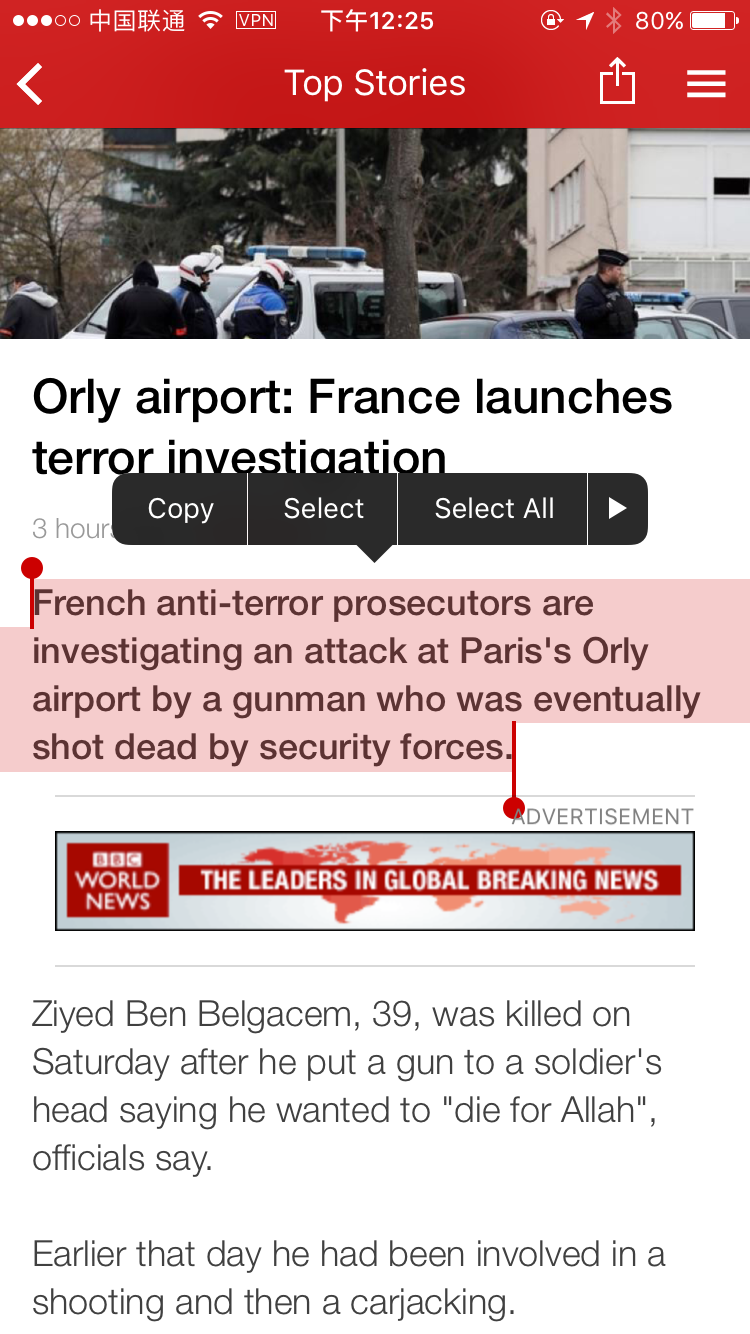 中国联通 VPN 下午12:25 80%
Top Stories
Orly airport: France launches
terror investigation
Copy Select Select All
3 hours
French anti-terror prosecutors are
investigating an attack at Paris's Orly
airport by a gunman who was eventually
shot dead by security forces.
ADVERTISEMENT
BBC
WORLD
NEWS
THE LEADERS IN GLOBAL BREAKING NEWS
Ziyed Ben Belgacem, 39, was killed on
Saturday after he put a gun to a soldier's
head saying he wanted to "die for Allah",
officials say.
Earlier that day he had been involved in a
shooting and then a carjacking.